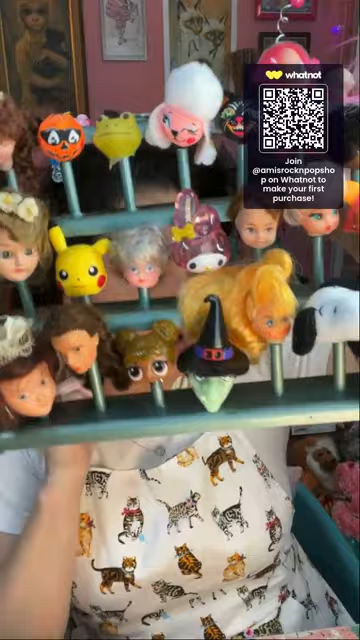 whatnot
Join
@amisrocknpopsho
p on Whatnot to
make your first
purchase!